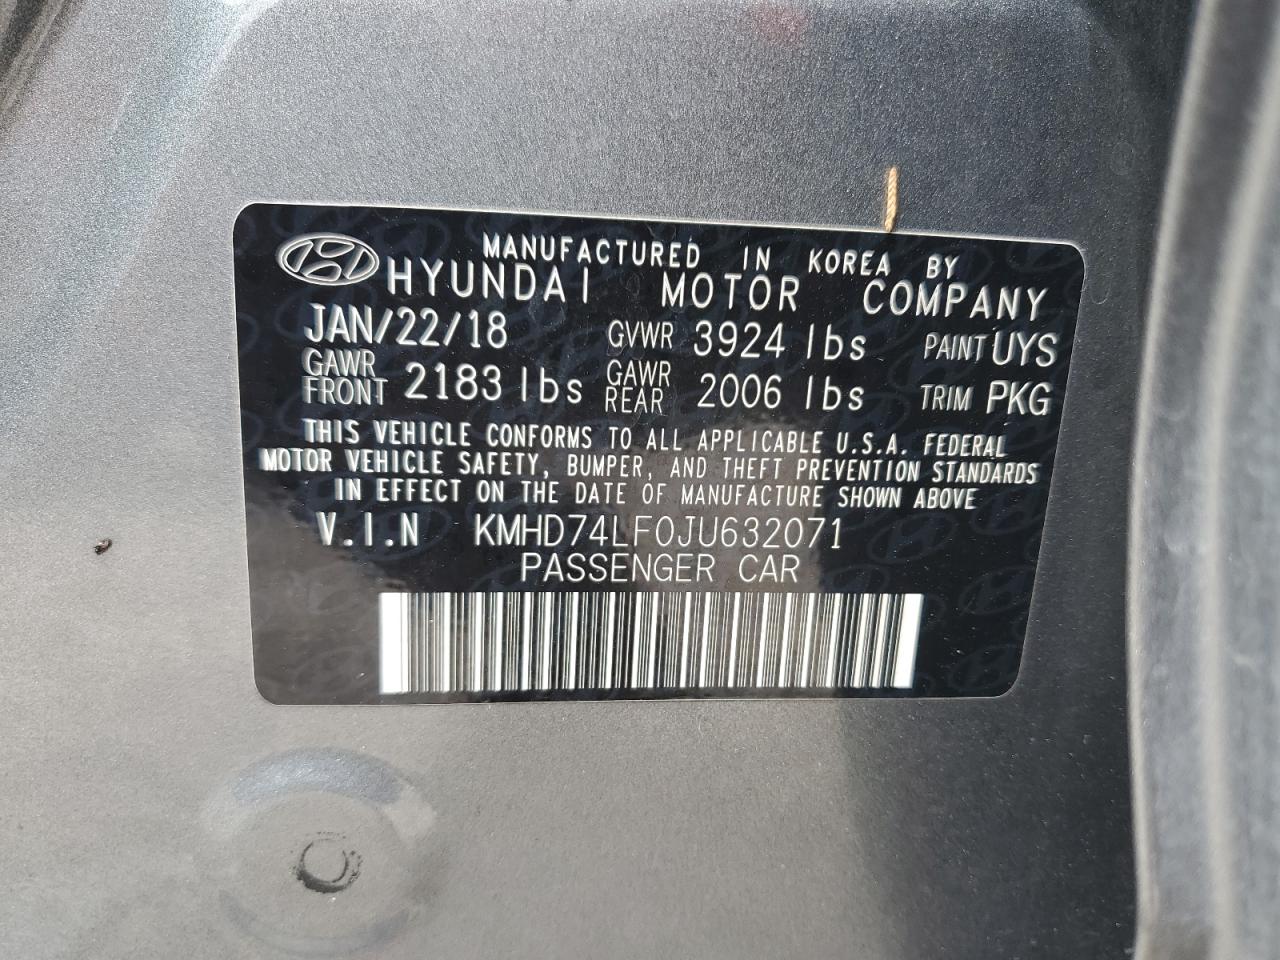 MANUFACTURED IN KOREA BY
HYUNDAI MOTOR COMPANY
JAN/22/18 GVWR 3924 lbs PAINT UYS
GAWR FRONT 2183 lbs GAWR REAR 2006 lbs TRIM PKG
THIS VEHICLE CONFORMS TO ALL APPLICABLE U.S.A. FEDERAL
MOTOR VEHICLE SAFETY, BUMPER, AND THEFT PREVENTION STANDARDS
IN EFFECT ON THE DATE OF MANUFACTURE SHOWN ABOVE
V.I.N KMHD74LF0JU632071
PASSENGER CAR